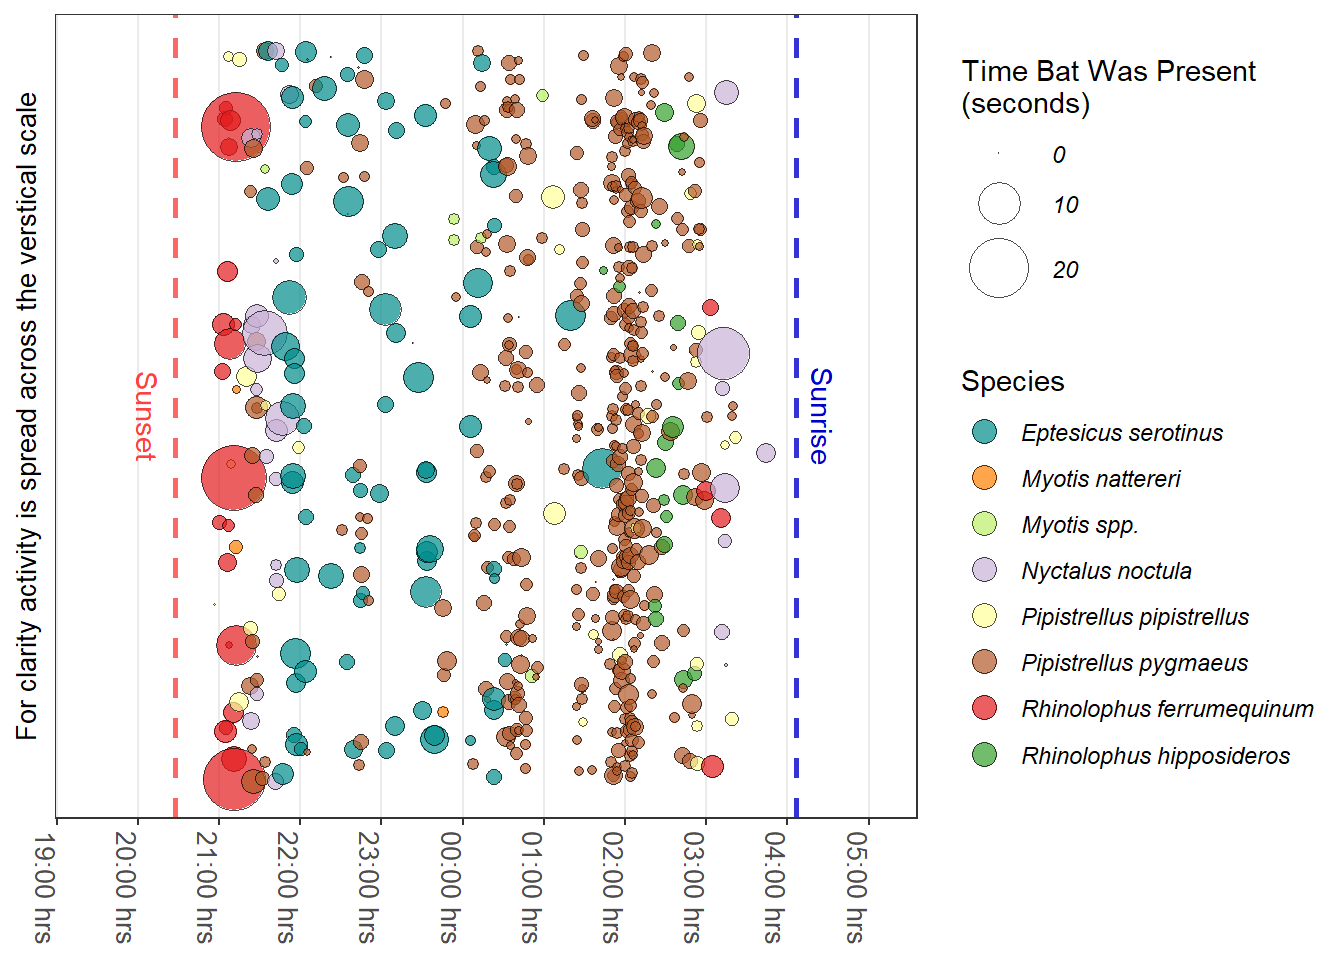 For clarity activity is spread across the verstical scale
Sunset
Sunrise
19:00 hrs
20:00 hrs
21:00 hrs
22:00 hrs
23:00 hrs
00:00 hrs
01:00 hrs
02:00 hrs
03:00 hrs
04:00 hrs
05:00 hrs
Time Bat Was Present
(seconds)
0
10
20
Species
Eptesicus serotinus
Myotis nattereri
Myotis spp.
Nyctalus noctula
Pipistrellus pipistrellus
Pipistrellus pygmaeus
Rhinolophus ferrumequinum
Rhinolophus hipposideros